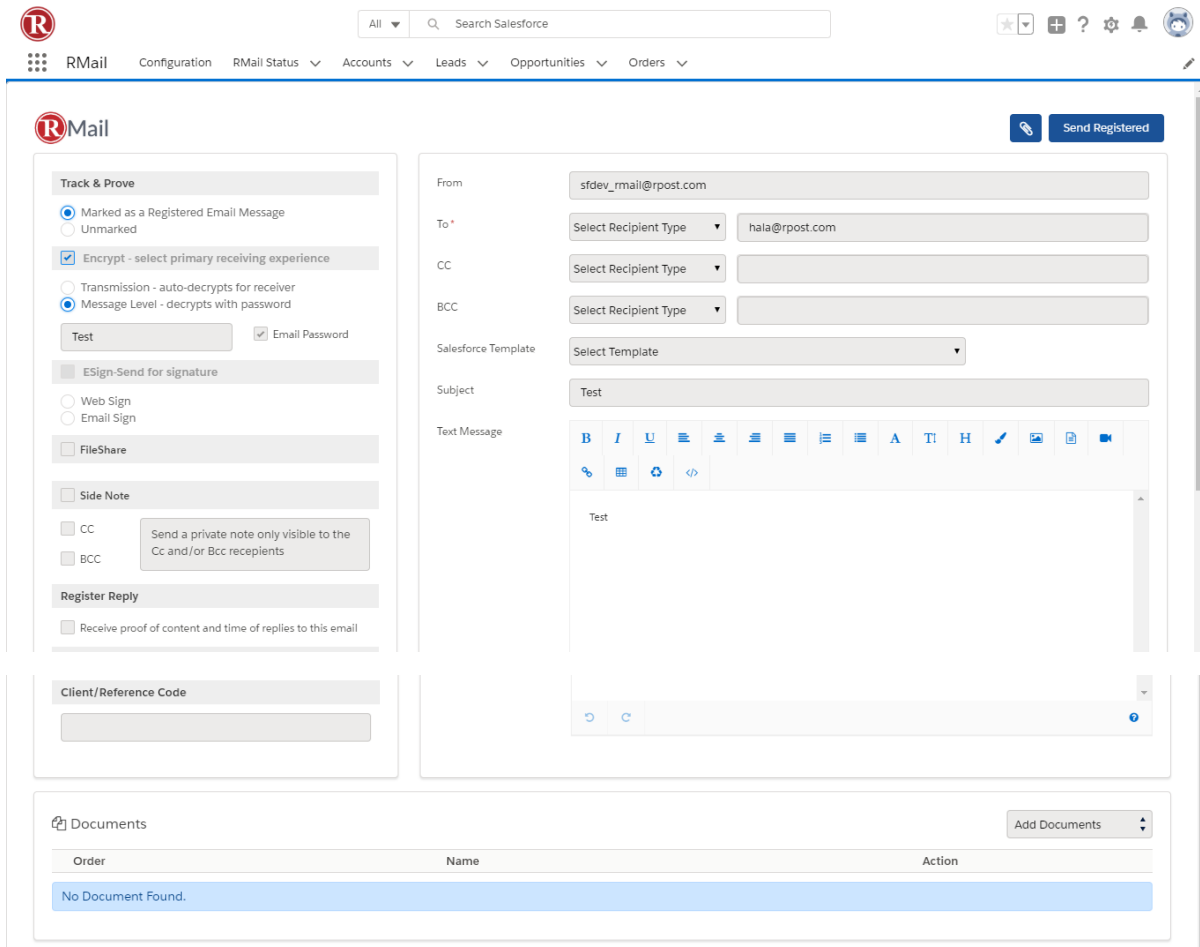 R
All
Search Salesforce
RMail
Configuration
RMail Status
Accounts
Leads
Opportunities
Orders
RMail
Send Registered
Track & Prove
Marked as a Registered Email Message
Unmarked
Encrypt - select primary receiving experience
Transmission - auto-decrypts for receiver
Message Level - decrypts with password
Test
Email Password
ESign-Send for signature
Web Sign
Email Sign
FileShare
Side Note
CC
Send a private note only visible to the
Cc and/or Bcc recepients
BCC
Register Reply
Receive proof of content and time of replies to this email
Client/Reference Code
From
sfdev_rmail@rpost.com
To*
Select Recipient Type
hala@rpost.com
CC
Select Recipient Type
BCC
Select Recipient Type
Salesforce Template
Select Template
Subject
Test
Text Message
B I U A T H
</>
Test
Documents
Add Documents
Order Name Action
No Document Found.